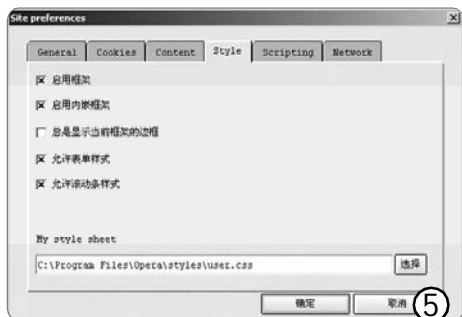 Site preferences
General Cookies Content Style Scripting Network
启用框架
启用内嵌框架
总是显示当前框架的边框
允许表单样式
允许滚动条样式
My style sheet
C:\Program Files\Opera\styles\user.css 选择
确定 取消 ⑤